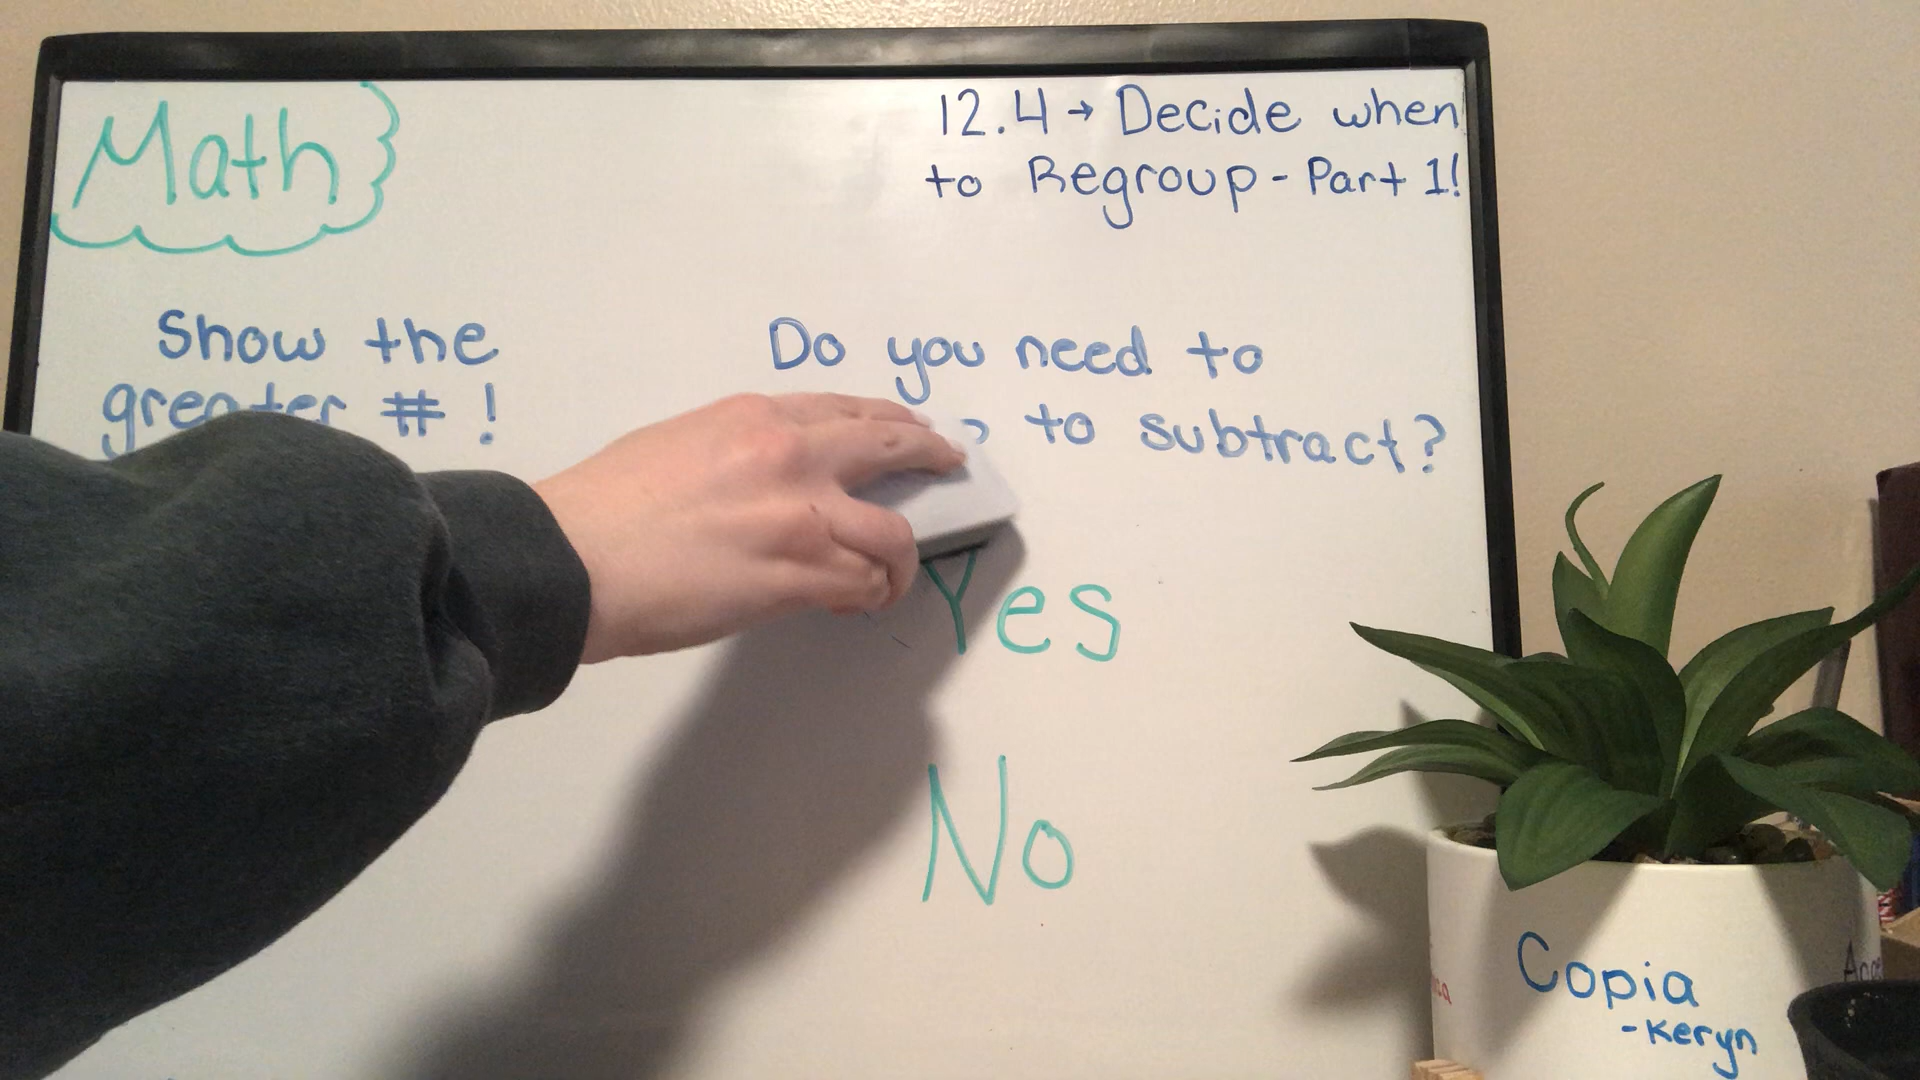 Math
12.4 → Decide when
to Regroup - Part 1!
Show the
greater # !
Do you need to
to subtract?
Yes
No
Copia
-Keryn